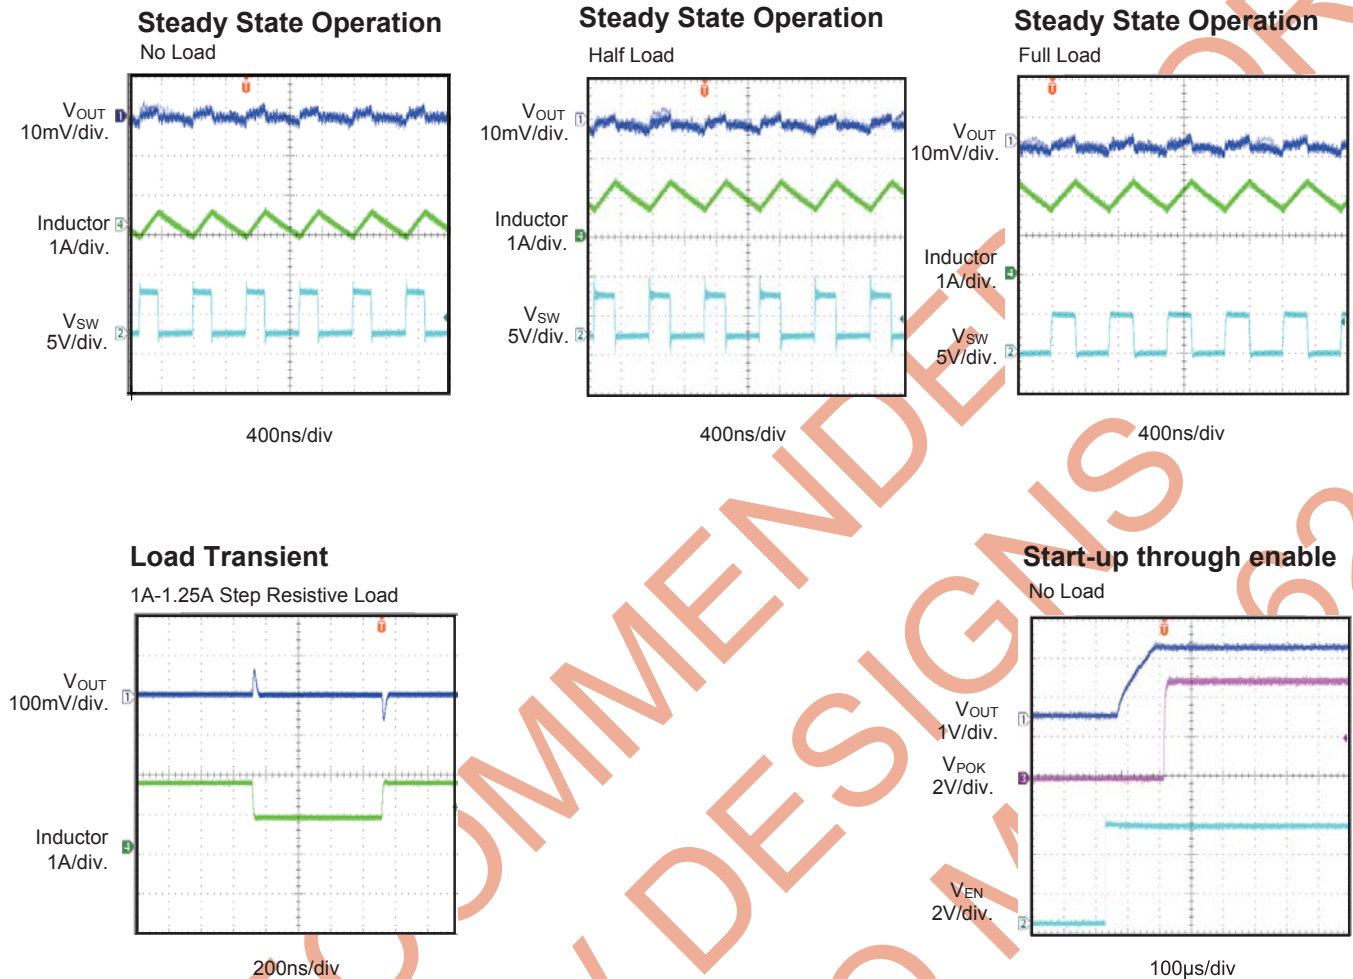 Steady State Operation
No Load
VOUT
10mV/div.
Inductor
1A/div.
VSW
5V/div.
400ns/div
Steady State Operation
Half Load
VOUT
10mV/div.
Inductor
1A/div.
VSW
5V/div.
400ns/div
Steady State Operation
Full Load
VOUT
10mV/div.
Inductor
1A/div.
VSW
5V/div.
400ns/div
Load Transient
1A-1.25A Step Resistive Load
VOUT
100mV/div.
Inductor
1A/div.
200ns/div
Start-up through enable
No Load
VOUT
1V/div.
VPOK
2V/div.
VEN
2V/div.
100µs/div
DESIGNS